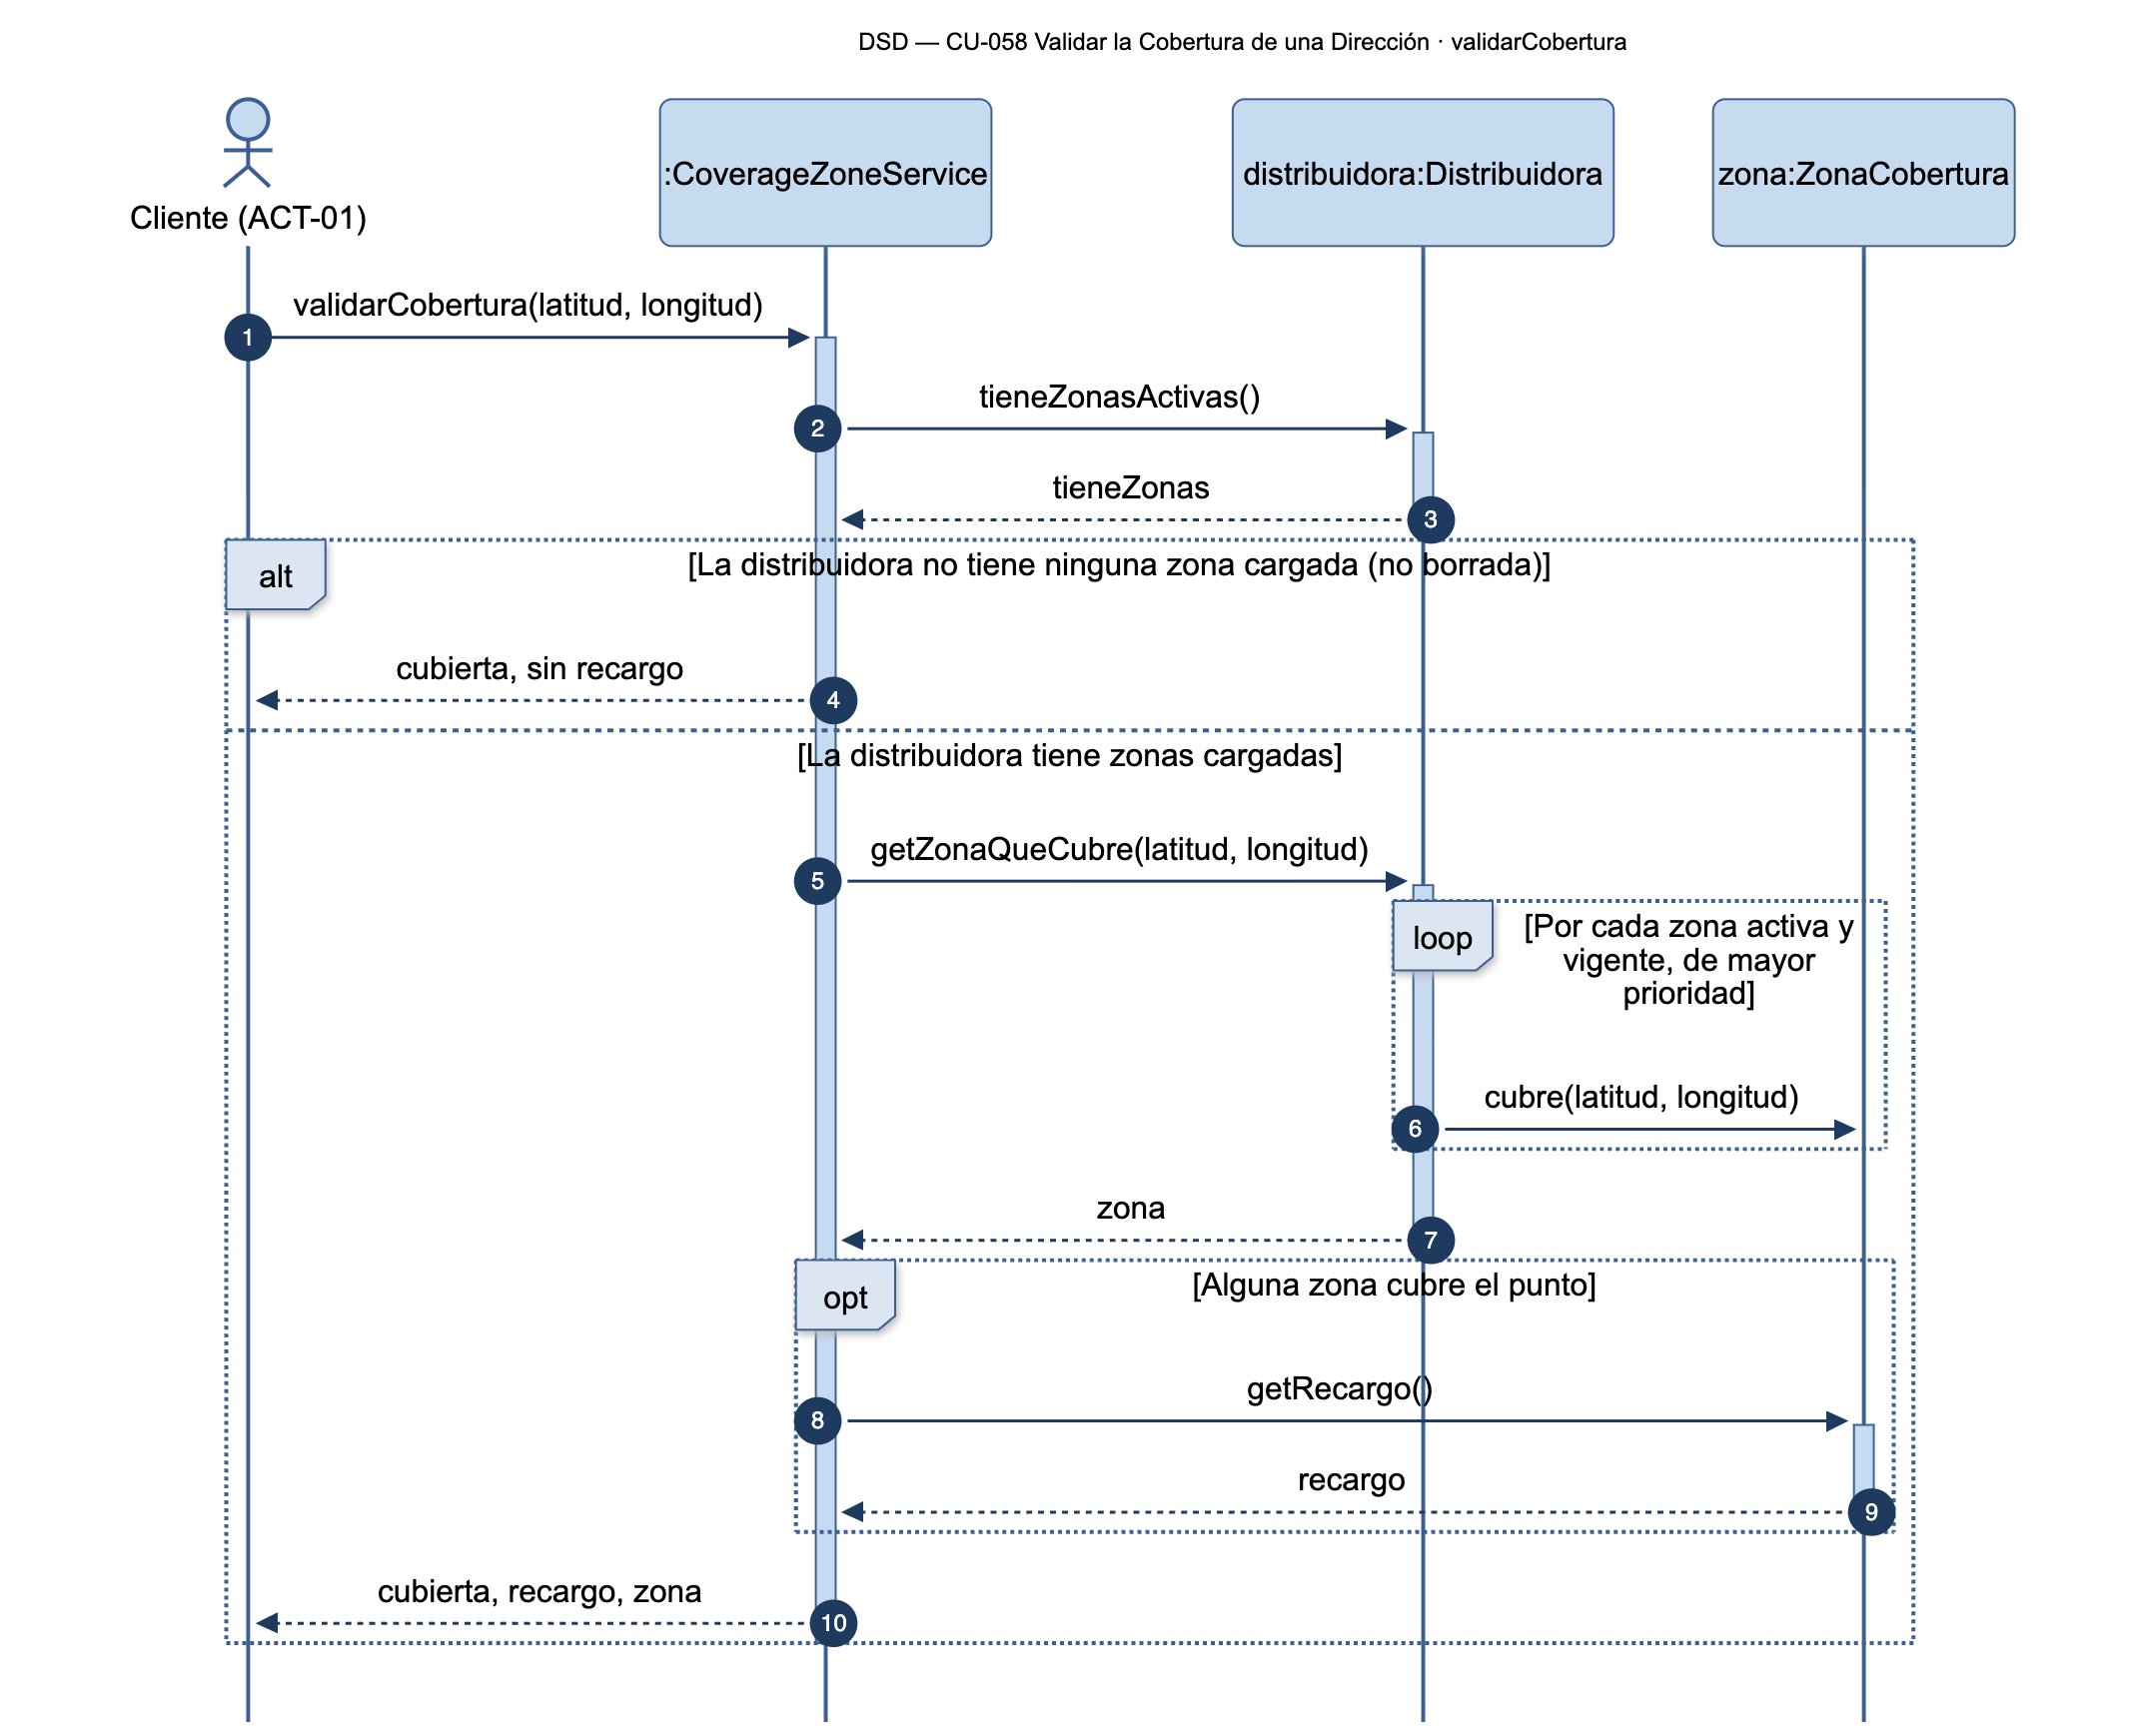 DSD — CU-058 Validar la Cobertura de una Dirección · validarCobertura
Cliente (ACT-01)
:CoverageZoneService
distribuidora:Distribuidora
zona:ZonaCobertura
validarCobertura(latitud, longitud)
1
tieneZonasActivas()
2
tieneZonas
3
alt
[La distribuidora no tiene ninguna zona cargada (no borrada)]
cubierta, sin recargo
4
[La distribuidora tiene zonas cargadas]
getZonaQueCubre(latitud, longitud)
5
loop
[Por cada zona activa y
vigente, de mayor
prioridad]
cubre(latitud, longitud)
6
zona
7
opt
[Alguna zona cubre el punto]
getRecargo()
8
recargo
9
cubierta, recargo, zona
10